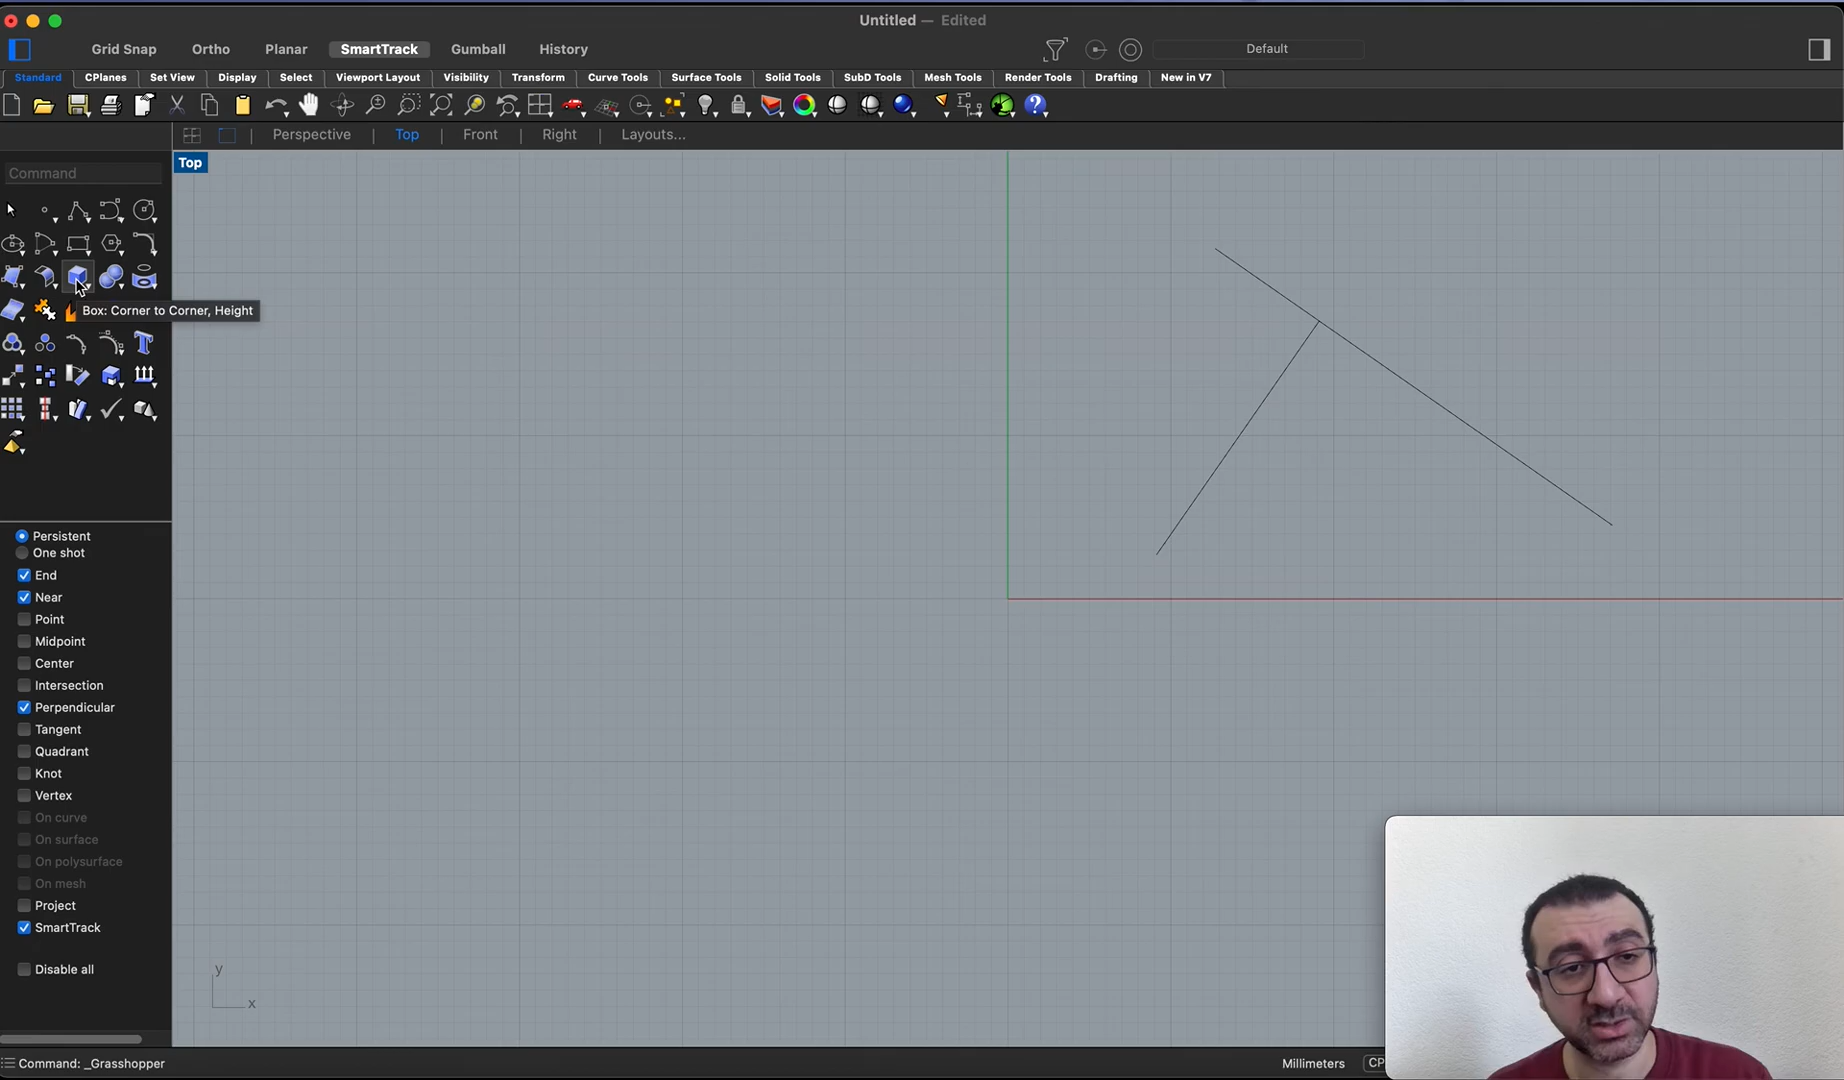 Untitled — Edited
Grid Snap Ortho Planar SmartTrack Gumball History Default
Standard CPlanes Set View Display Select Viewport Layout Visibility Transform Curve Tools Surface Tools Solid Tools SubD Tools Mesh Tools Render Tools Drafting New in V7
Perspective Top Front Right Layouts...
Top
Command
Box: Corner to Corner, Height
Persistent
One shot
End
Near
Point
Midpoint
Center
Intersection
Perpendicular
Tangent
Quadrant
Knot
Vertex
On curve
On surface
On polysurface
On mesh
Project
SmartTrack
Disable all
y
x
Command: _Grasshopper Millimeters CP